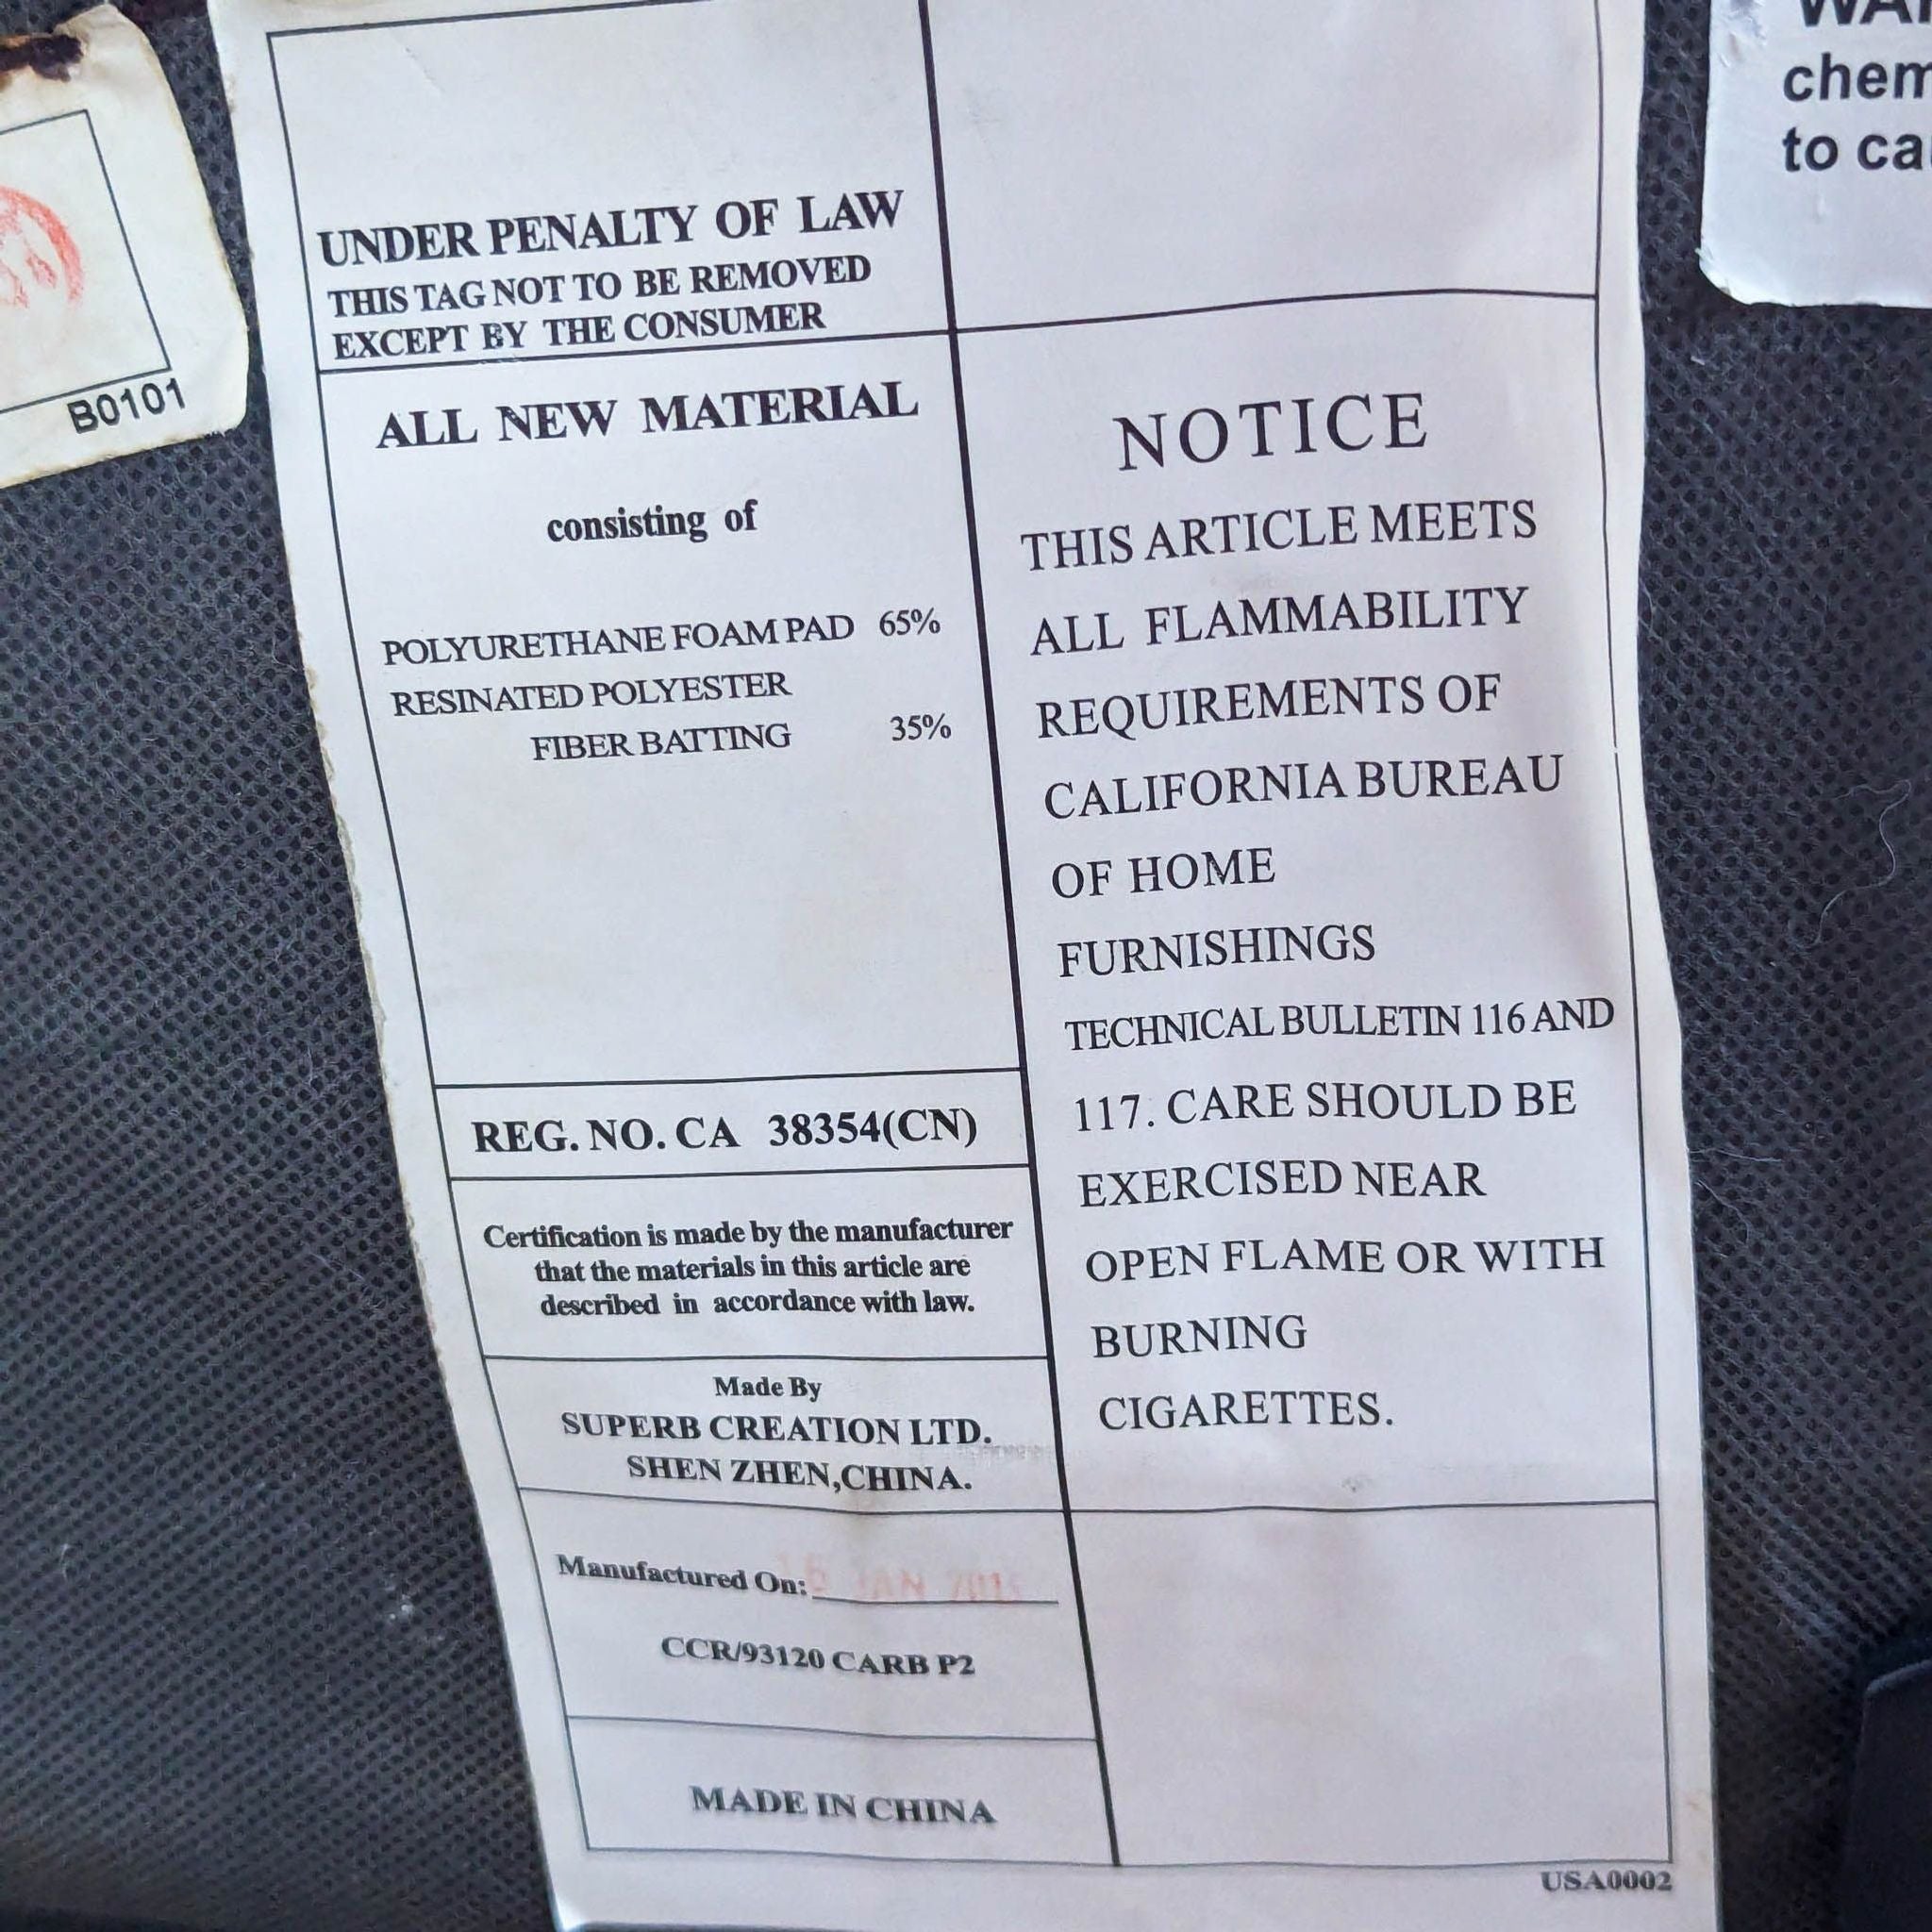 B0101
UNDER PENALTY OF LAW
THIS TAG NOT TO BE REMOVED
EXCEPT BY THE CONSUMER
ALL NEW MATERIAL
consisting of
POLYURETHANE FOAM PAD 65%
RESINATED POLYESTER
FIBER BATTING 35%
REG. NO. CA 38354(CN)
Certification is made by the manufacturer
that the materials in this article are
described in accordance with law.
Made By
SUPERB CREATION LTD.
SHEN ZHEN,CHINA.
Manufactured On: JAN
CCR/93120 CARB P2
MADE IN CHINA
NOTICE
THIS ARTICLE MEETS
ALL FLAMMABILITY
REQUIREMENTS OF
CALIFORNIA BUREAU
OF HOME
FURNISHINGS
TECHNICAL BULLETIN 116 AND
117. CARE SHOULD BE
EXERCISED NEAR
OPEN FLAME OR WITH
BURNING
CIGARETTES.
USA0002
chem
to ca